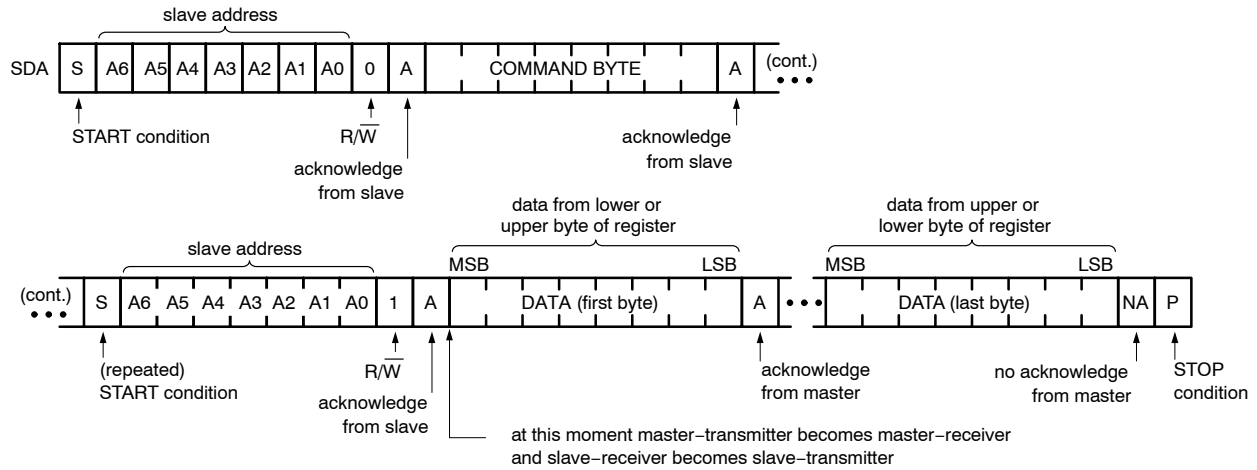 slave address
SDA S A6 A5 A4 A3 A2 A1 A0 0 A COMMAND BYTE A (cont.)
START condition
R/W
acknowledge
from slave
acknowledge
from slave
data from lower or
upper byte of register
data from upper or
lower byte of register
slave address
MSB LSB MSB LSB
(cont.) S A6 A5 A4 A3 A2 A1 A0 1 A DATA (first byte) A DATA (last byte) NA P
(repeated)
START condition
R/W
acknowledge
from slave
acknowledge
from master
no acknowledge
from master
STOP
condition
at this moment master−transmitter becomes master−receiver
and slave−receiver becomes slave−transmitter